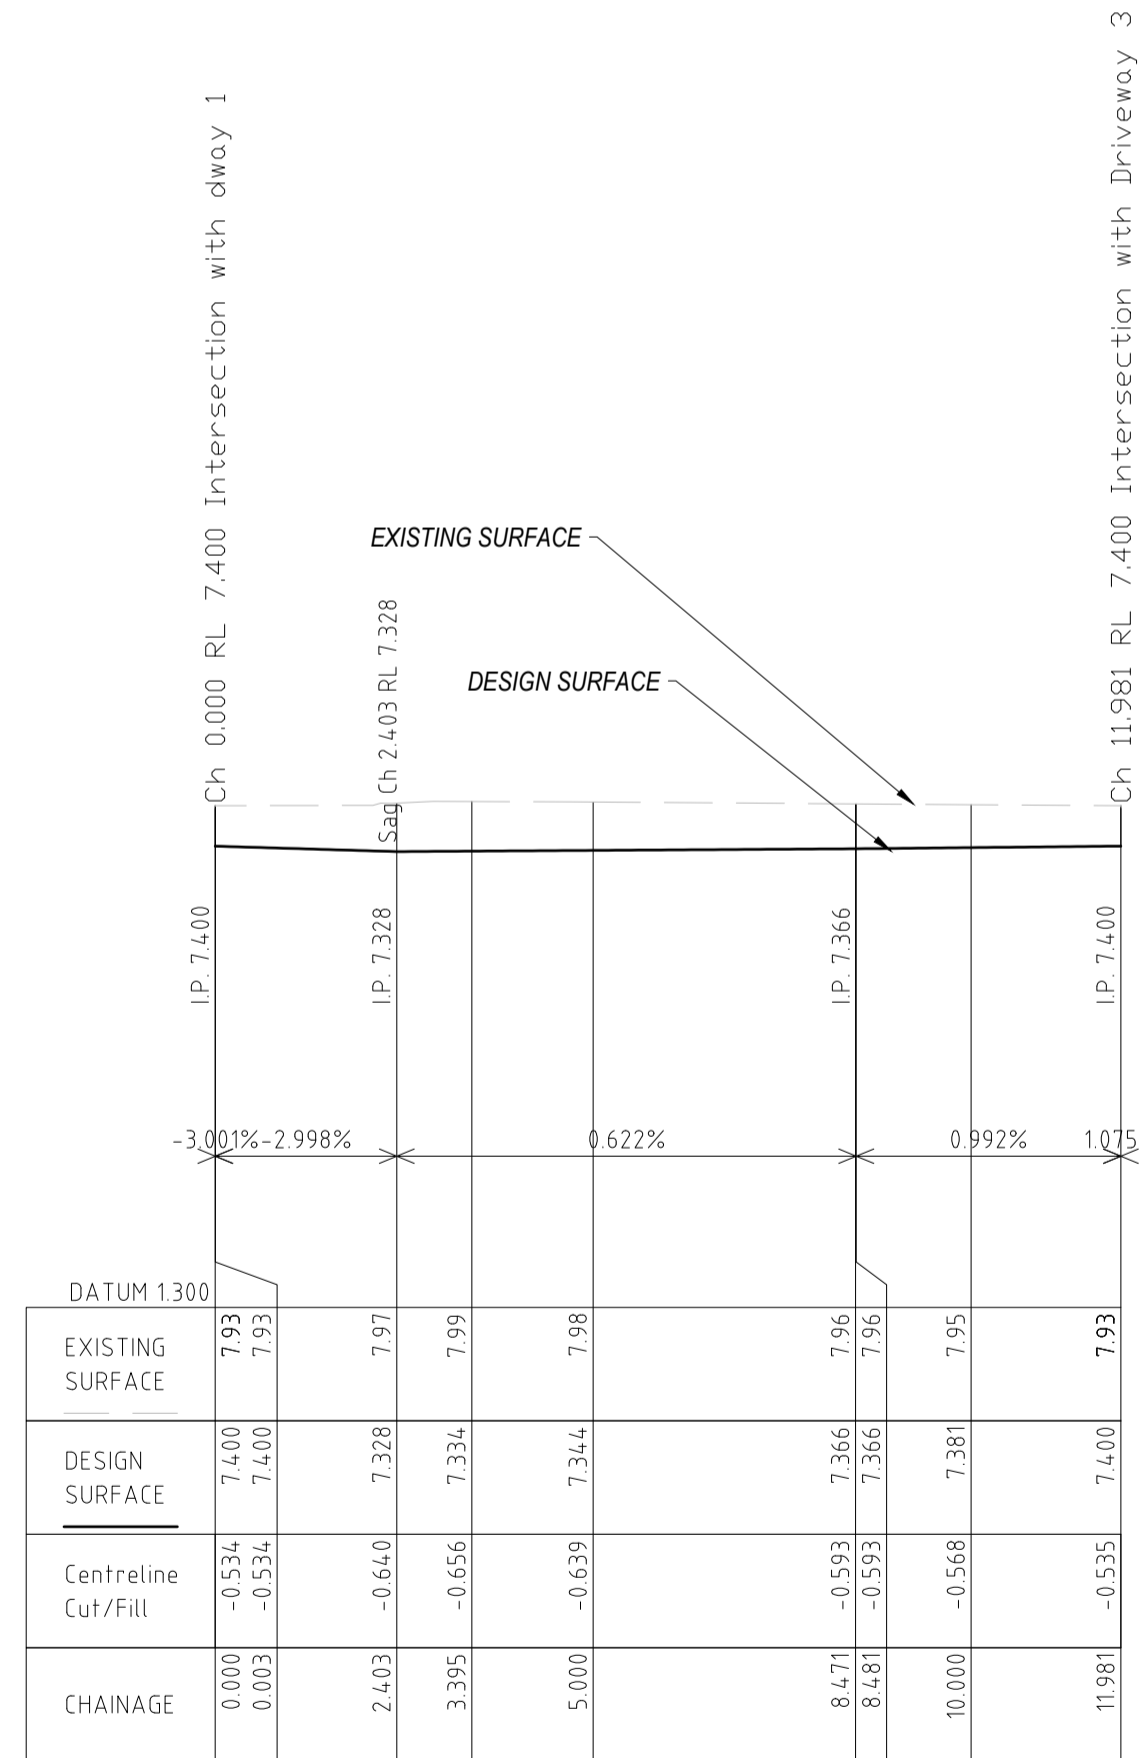 Ch 0.000 RL 7.400 Intersection with dway 1
Ch 11.981 RL 7.400 Intersection with Driveway 3
EXISTING SURFACE
Sag Ch 2.403 RL 7.328
DESIGN SURFACE
I.P. 7.400
I.P. 7.328
I.P. 7.366
I.P. 7.400
-3.001% -2.998% 0.622% 0.992% 1.075
DATUM 1.300
EXISTING
SURFACE
7.93 7.93 7.97 7.99 7.98 7.96 7.96 7.95 7.93
DESIGN
SURFACE
7.400 7.400 7.328 7.334 7.344 7.366 7.366 7.381 7.400
Centreline
Cut/Fill
-0.534 -0.534 -0.640 -0.656 -0.639 -0.593 -0.593 -0.568 -0.535
CHAINAGE
0.000 0.003 2.403 3.395 5.000 8.471 8.481 10.000 11.981